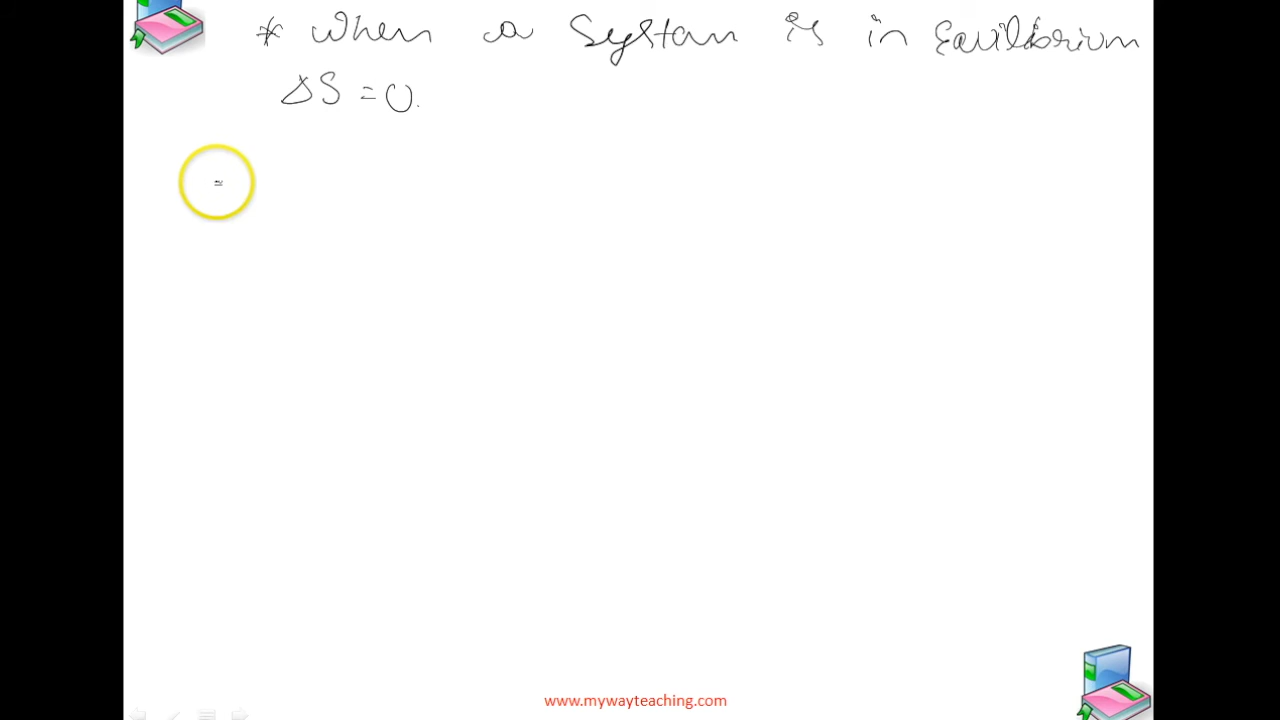 * When a System is in Equilibrium
ΔS = 0.
=
www.mywayteaching.com